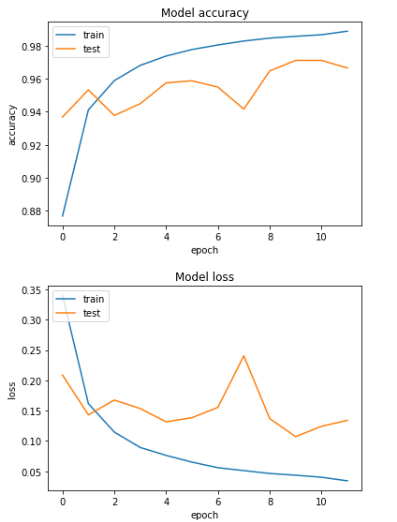 Model accuracy
train
test
0.98
0.96
0.94
0.92
0.90
0.88
accuracy
0 2 4 6 8 10
epoch
Model loss
train
test
0.35
0.30
0.25
0.20
0.15
0.10
0.05
loss
0 2 4 6 8 10
epoch